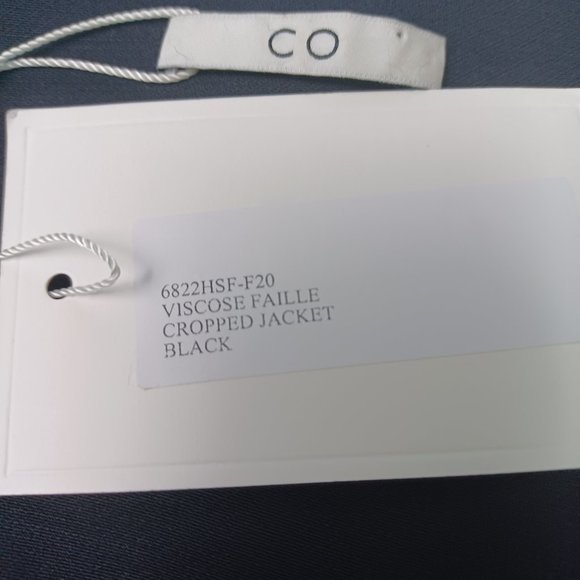 CO
6822HSF-F20
VISCOSE FAILLE
CROPPED JACKET
BLACK